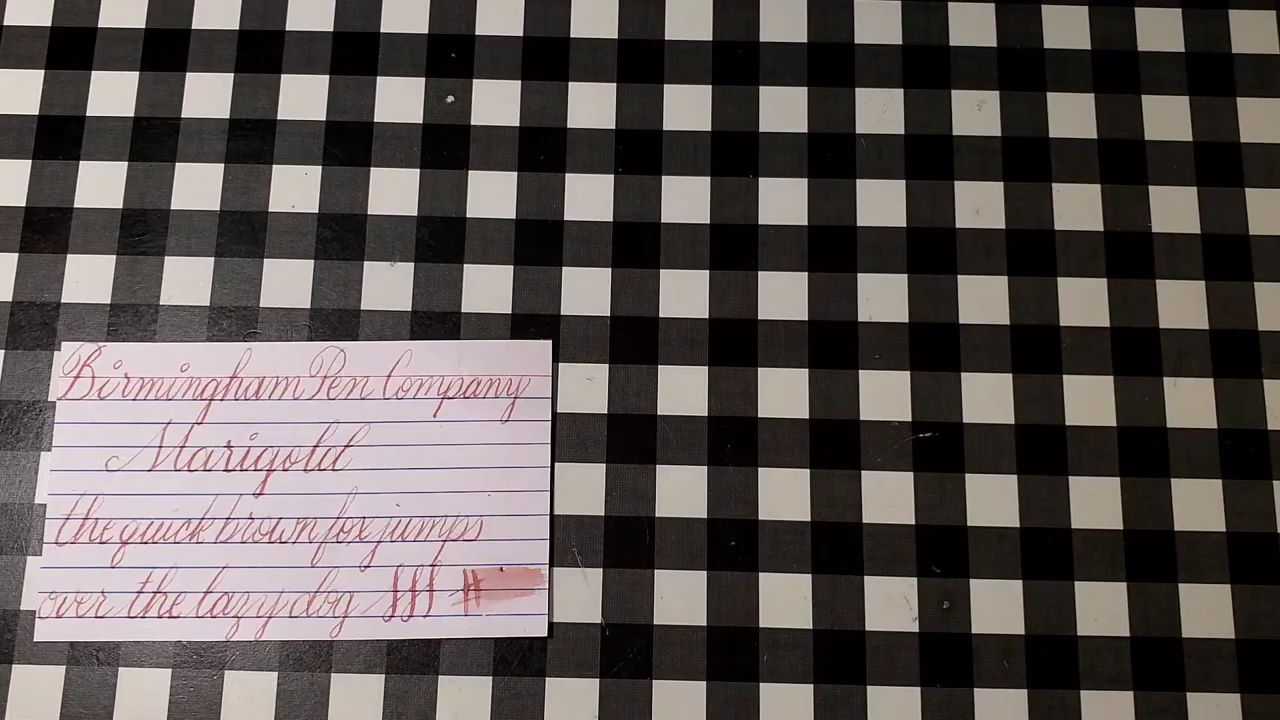 Birmingham Pen Company
Marigold
the quick brown fox jumps
over the lazy dog